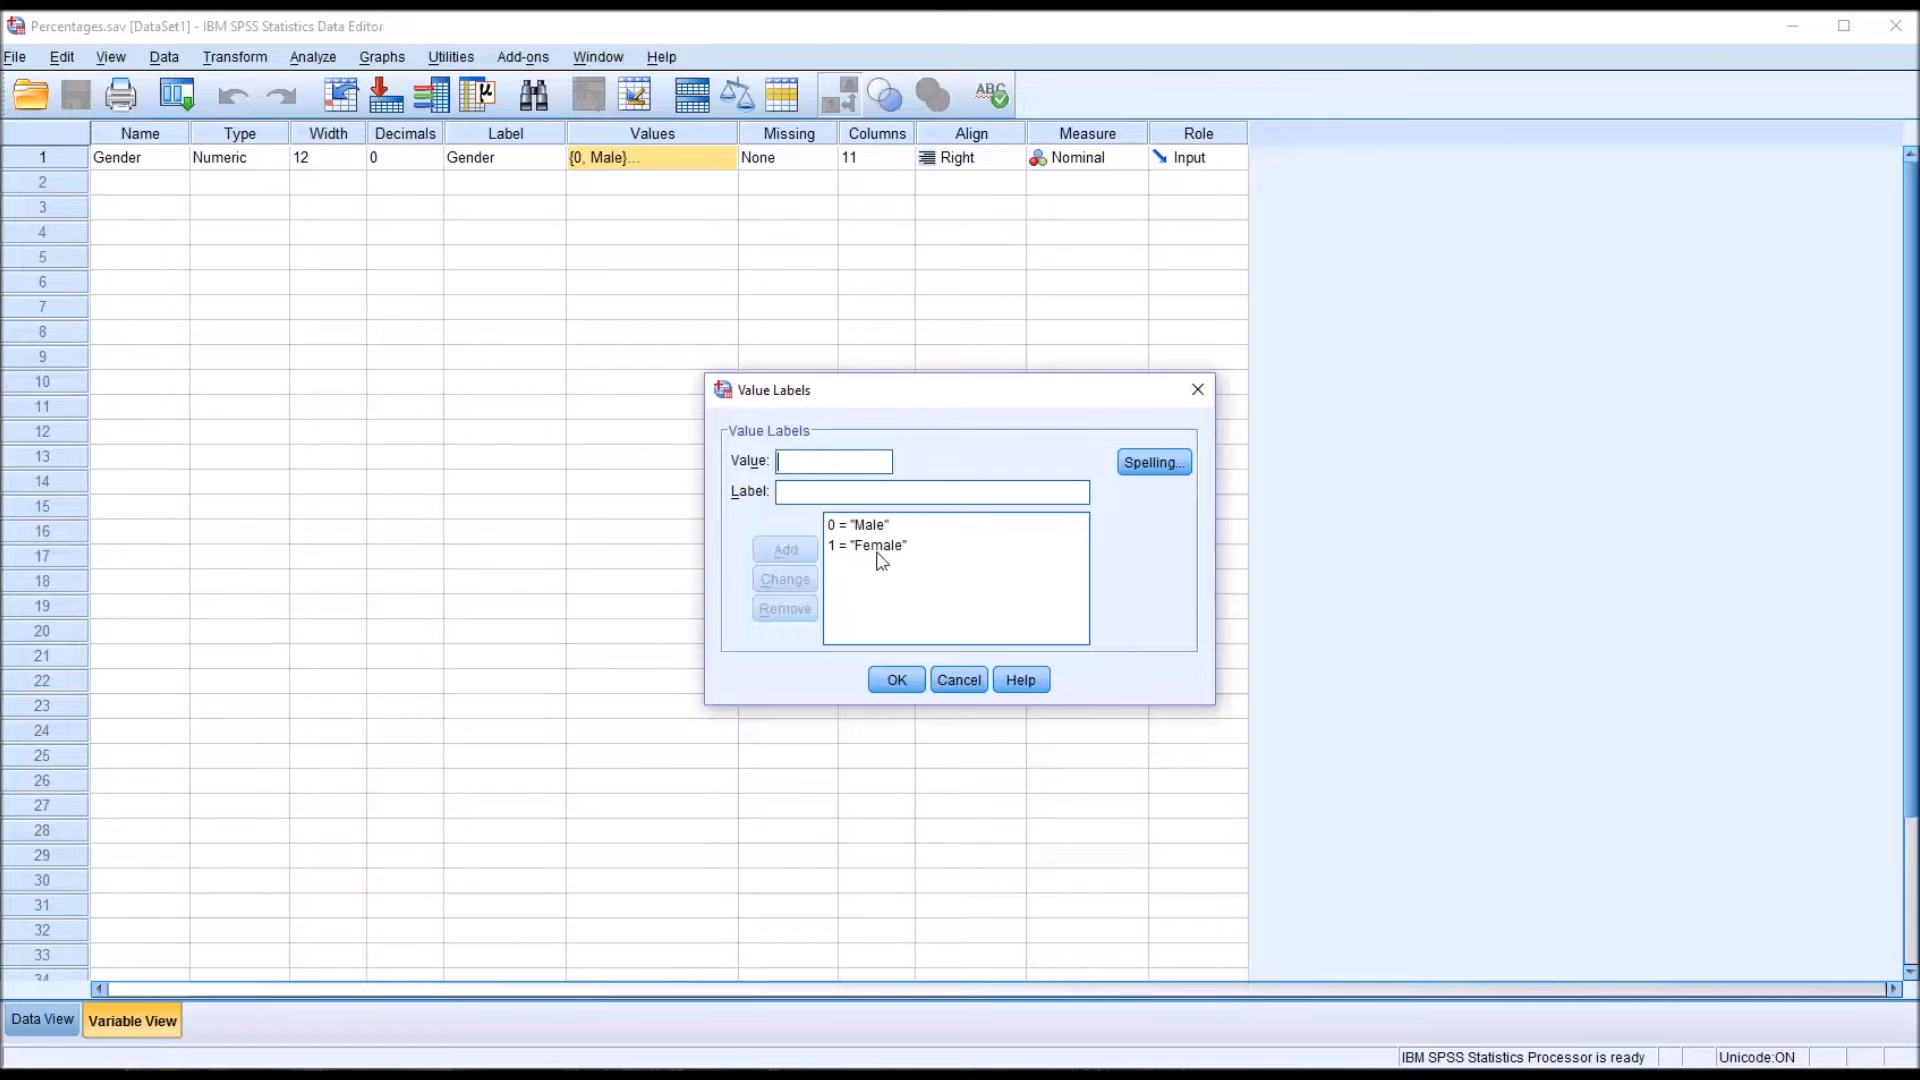 Percentages.sav [DataSet1] - IBM SPSS Statistics Data Editor
File Edit View Data Transform Analyze Graphs Utilities Add-ons Window Help
ABC
Name Type Width Decimals Label Values Missing Columns Align Measure Role
1 Gender Numeric 12 0 Gender {0, Male}... None 11 Right Nominal Input
2
3
4
5
6
7
8
9
10
11
12
13
14
15
16
17
18
19
20
21
22
23
24
25
26
27
28
29
30
31
32
33
34
Value Labels
Value Labels
Value:
Spelling...
Label:
0 = "Male"
1 = "Female"
Add
Change
Remove
OK Cancel Help
Data View Variable View
IBM SPSS Statistics Processor is ready Unicode:ON